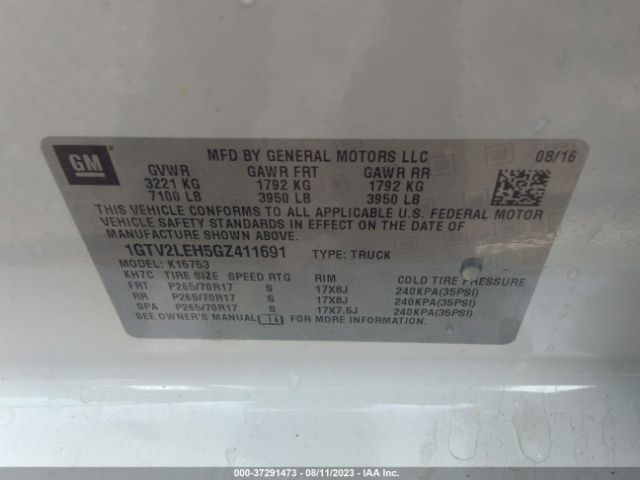 GM
MFD BY GENERAL MOTORS LLC 08/16
GVWR GAWR FRT GAWR RR
3221 KG 1792 KG 1792 KG
7100 LB 3950 LB 3950 LB
THIS VEHICLE CONFORMS TO ALL APPLICABLE U.S. FEDERAL MOTOR
VEHICLE SAFETY STANDARDS IN EFFECT ON THE DATE OF
MANUFACTURE SHOWN ABOVE.
1GTV2LEH5GZ411691 TYPE: TRUCK
MODEL: K15753
KH7C TIRE SIZE SPEED RTG RIM COLD TIRE PRESSURE
FRT P265/70R17 S 17X8J 240KPA(35PSI)
RR P265/70R17 S 17X8J 240KPA(35PSI)
SPA P265/70R17 S 17X7.5J 240KPA(35PSI)
SEE OWNER'S MANUAL FOR MORE INFORMATION.
000-37291473 - 08/11/2023 - IAA Inc.